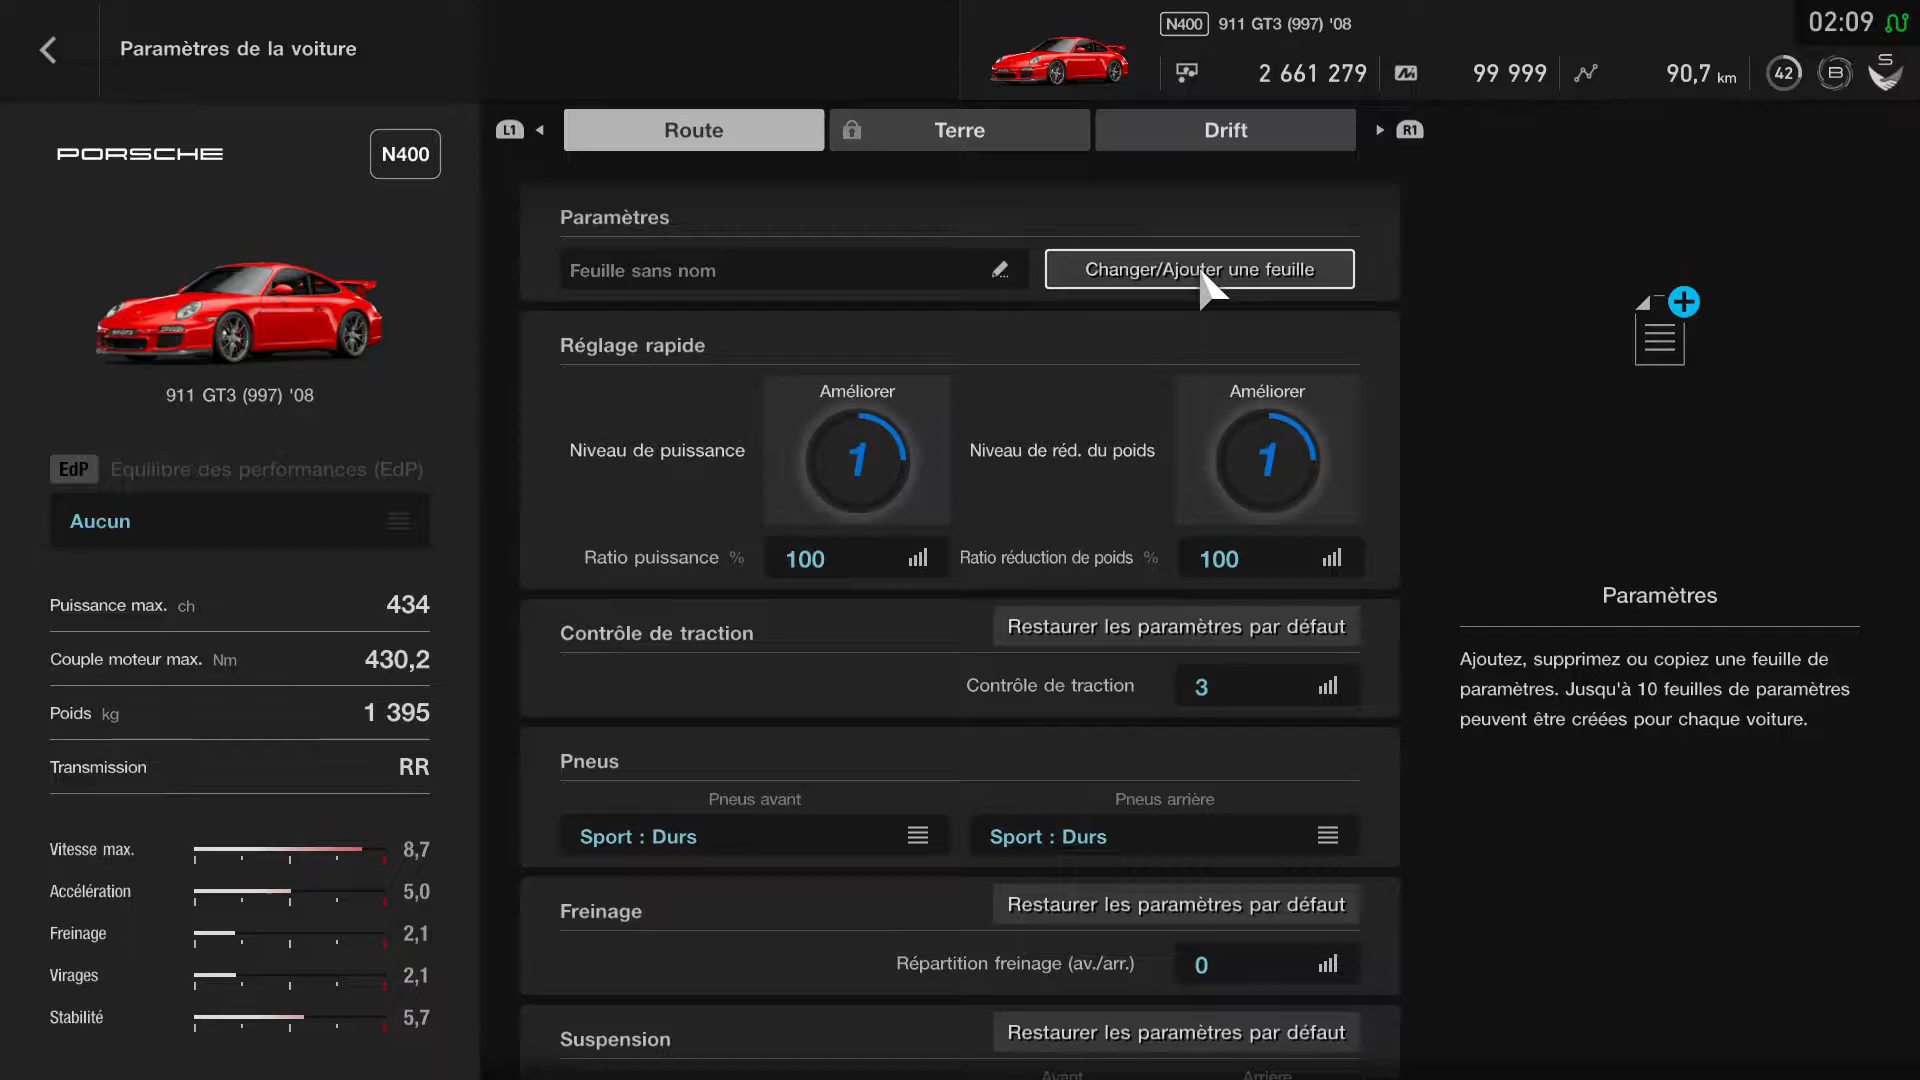 Paramètres de la voiture
N400 911 GT3 (997) '08
02:09
2 661 279
99 999
90,7 km
42
B
S
PORSCHE
N400
L1
Route
Terre
Drift
R1
Paramètres
Feuille sans nom
Changer/Ajouter une feuille
911 GT3 (997) '08
EdP Équilibre des performances (EdP)
Aucun
Puissance max. ch 434
Couple moteur max. Nm 430,2
Poids kg 1 395
Transmission RR
Vitesse max. 8,7
Accélération 5,0
Freinage 2,1
Virages 2,1
Stabilité 5,7
Réglage rapide
Améliorer
Améliorer
Niveau de puissance
1
Niveau de réd. du poids
1
Ratio puissance % 100
Ratio réduction de poids % 100
Contrôle de traction
Restaurer les paramètres par défaut
Contrôle de traction 3
Pneus
Pneus avant
Pneus arrière
Sport : Durs
Sport : Durs
Freinage
Restaurer les paramètres par défaut
Répartition freinage (av./arr.) 0
Suspension
Restaurer les paramètres par défaut
Avant
Arrière
Paramètres
Ajoutez, supprimez ou copiez une feuille de
paramètres. Jusqu'à 10 feuilles de paramètres
peuvent être créées pour chaque voiture.